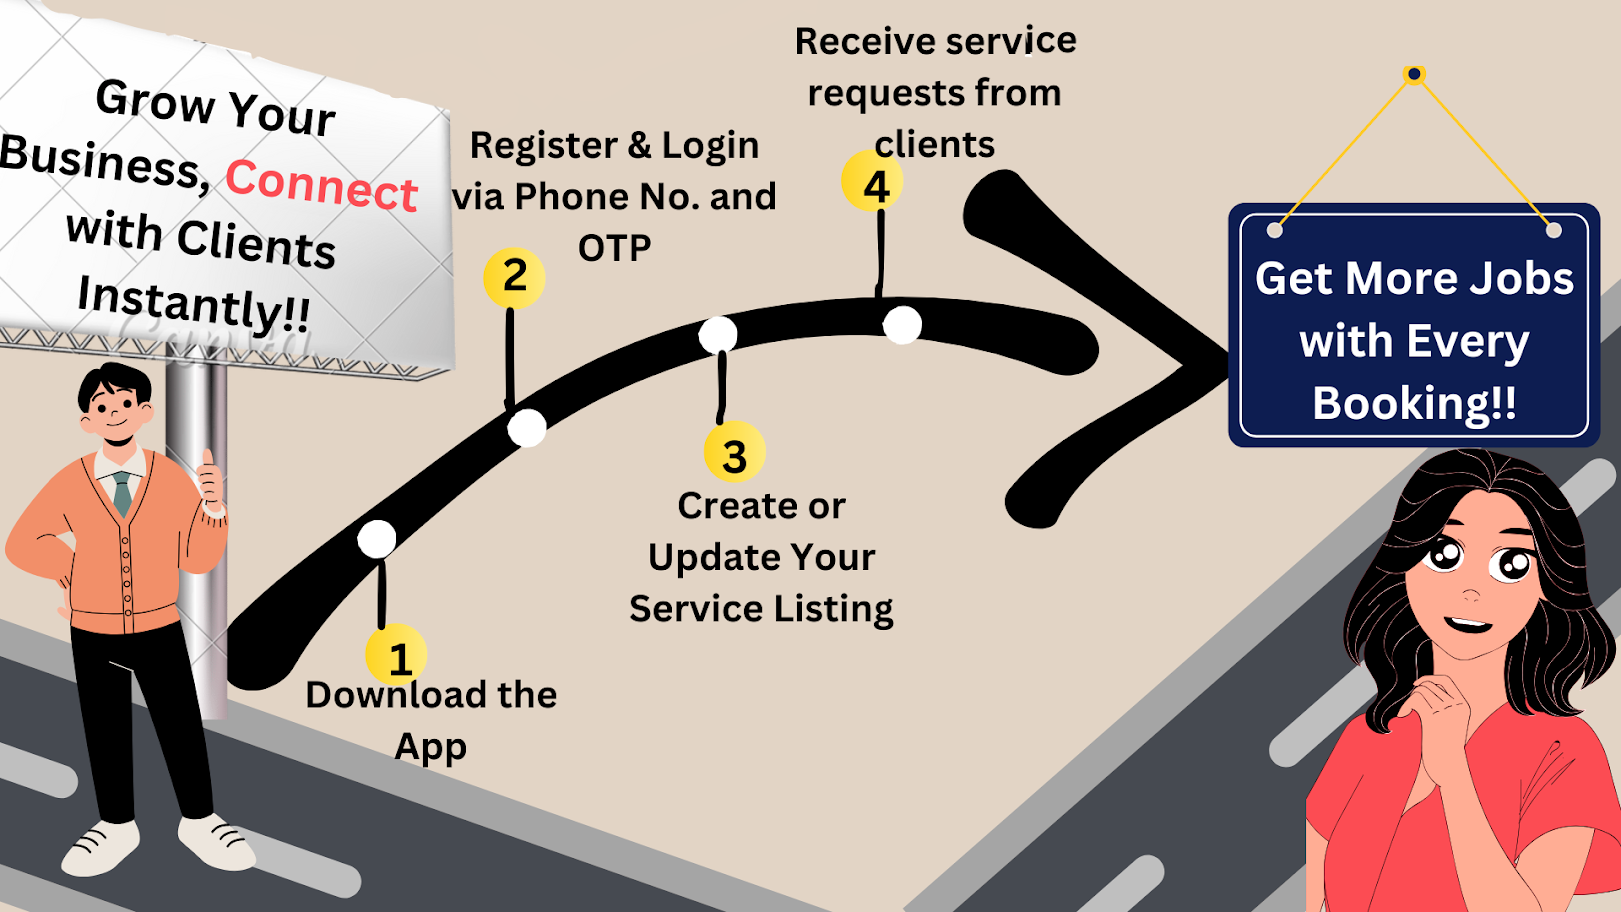 Grow Your
Business, Connect
with Clients
Instantly!!
Canva
1
Download the
App
Register & Login
via Phone No. and
OTP
2
3
Create or
Update Your
Service Listing
Receive service
requests from
clients
4
Get More Jobs
with Every
Booking!!